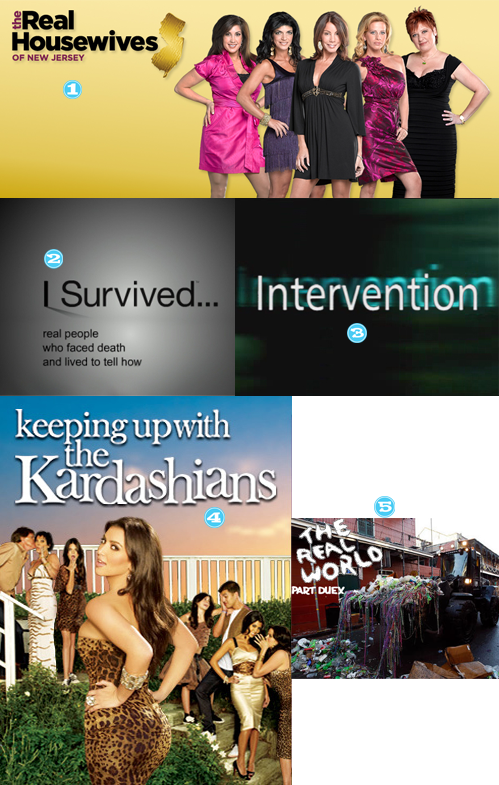 the Real
Housewives
OF NEW JERSEY
1
2
I Survived...
real people
who faced death
and lived to tell how
Intervention
3
keeping up with
the
Kardashians
4
5
THE
REAL
WORLD
PART DUEX